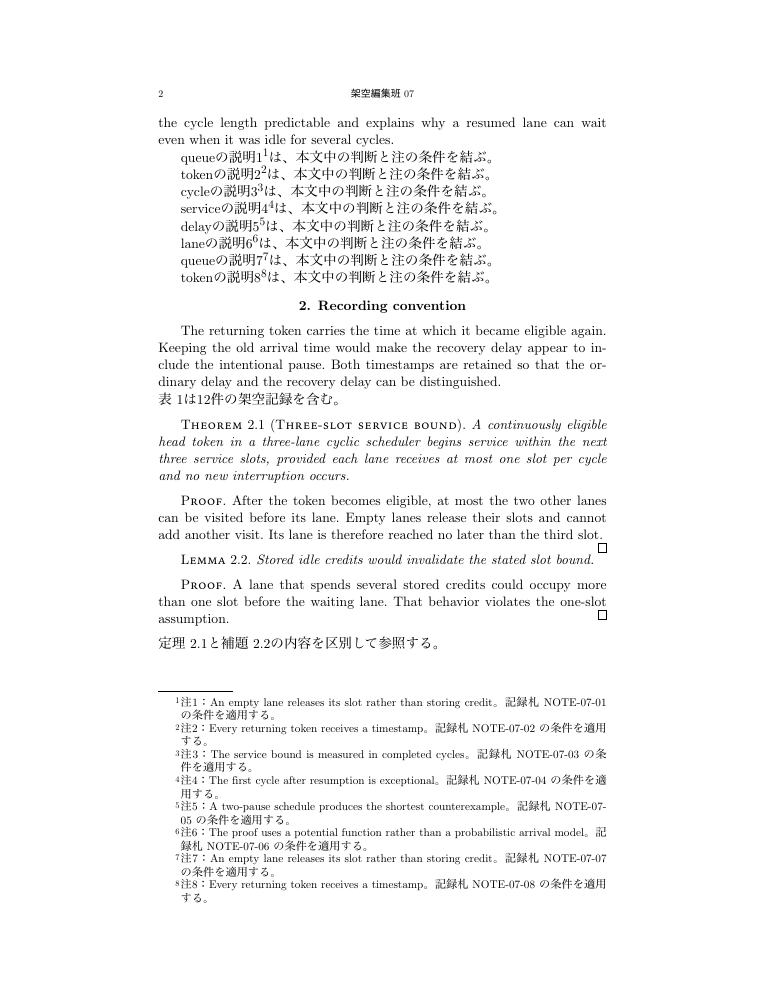 2
架空編集班 07
the cycle length predictable and explains why a resumed lane can wait
even when it was idle for several cycles.
queueの説明1¹は、本文中の判断と注の条件を結ぶ。
tokenの説明2²は、本文中の判断と注の条件を結ぶ。
cycleの説明3³は、本文中の判断と注の条件を結ぶ。
serviceの説明4⁴は、本文中の判断と注の条件を結ぶ。
delayの説明5⁵は、本文中の判断と注の条件を結ぶ。
laneの説明6⁶は、本文中の判断と注の条件を結ぶ。
queueの説明7⁷は、本文中の判断と注の条件を結ぶ。
tokenの説明8⁸は、本文中の判断と注の条件を結ぶ。
2. Recording convention
The returning token carries the time at which it became eligible again.
Keeping the old arrival time would make the recovery delay appear to in-
clude the intentional pause. Both timestamps are retained so that the or-
dinary delay and the recovery delay can be distinguished.
表 1は12件の架空記録を含む。
THEOREM 2.1 (THREE-SLOT SERVICE BOUND). A continuously eligible
head token in a three-lane cyclic scheduler begins service within the next
three service slots, provided each lane receives at most one slot per cycle
and no new interruption occurs.
PROOF. After the token becomes eligible, at most the two other lanes
can be visited before its lane. Empty lanes release their slots and cannot
add another visit. Its lane is therefore reached no later than the third slot.
□
LEMMA 2.2. Stored idle credits would invalidate the stated slot bound.
PROOF. A lane that spends several stored credits could occupy more
than one slot before the waiting lane. That behavior violates the one-slot
assumption. □
定理 2.1と補題 2.2の内容を区別して参照する。
¹注1：An empty lane releases its slot rather than storing credit。記録札 NOTE-07-01
の条件を適用する。
²注2：Every returning token receives a timestamp。記録札 NOTE-07-02 の条件を適用
する。
³注3：The service bound is measured in completed cycles。記録札 NOTE-07-03 の条
件を適用する。
⁴注4：The first cycle after resumption is exceptional。記録札 NOTE-07-04 の条件を適
用する。
⁵注5：A two-pause schedule produces the shortest counterexample。記録札 NOTE-07-
05 の条件を適用する。
⁶注6：The proof uses a potential function rather than a probabilistic arrival model。記
録札 NOTE-07-06 の条件を適用する。
⁷注7：An empty lane releases its slot rather than storing credit。記録札 NOTE-07-07
の条件を適用する。
⁸注8：Every returning token receives a timestamp。記録札 NOTE-07-08 の条件を適用
する。